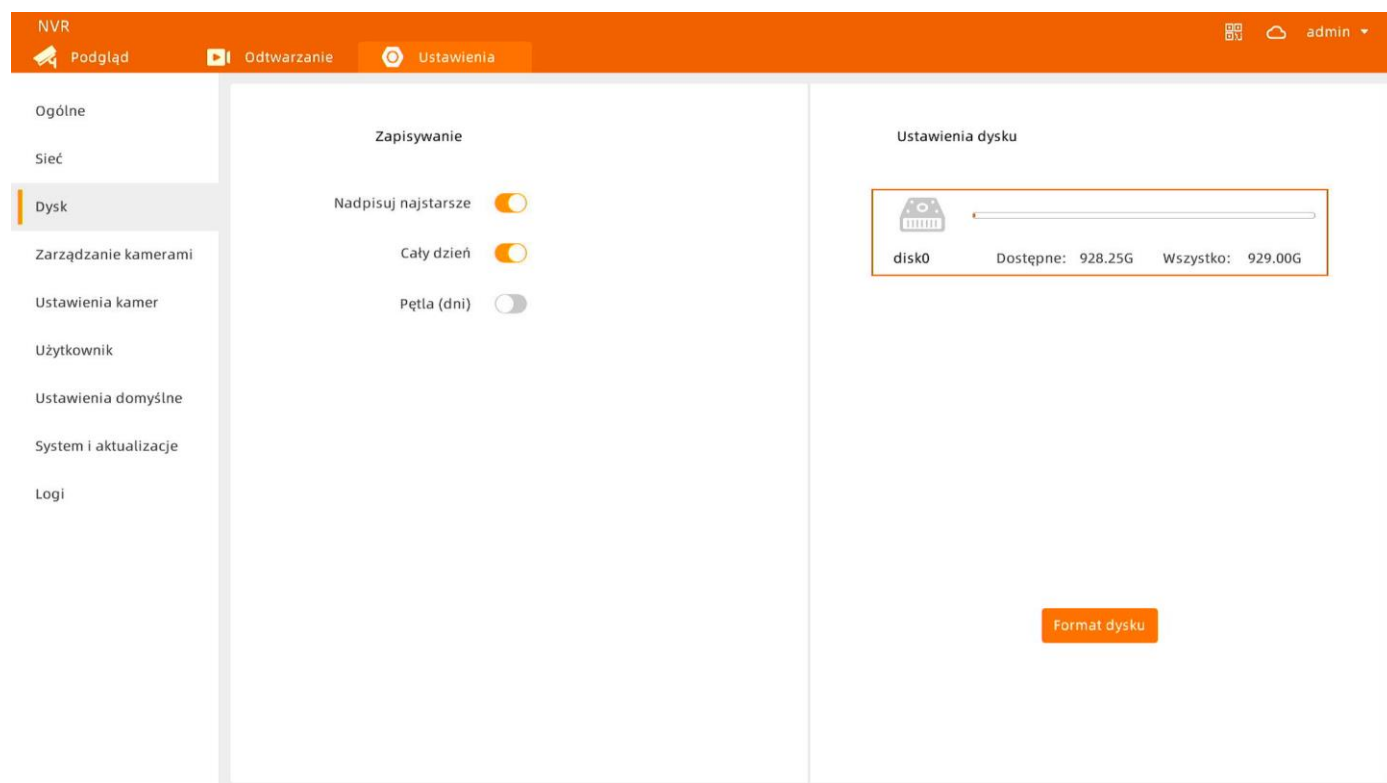 NVR
admin
Podgląd
Odtwarzanie
Ustawienia
Ogólne
Sieć
Dysk
Zarządzanie kamerami
Ustawienia kamer
Użytkownik
Ustawienia domyślne
System i aktualizacje
Logi
Zapisywanie
Nadpisuj najstarsze
Cały dzień
Pętla (dni)
Ustawienia dysku
disk0 Dostępne: 928.25G Wszystko: 929.00G
Format dysku